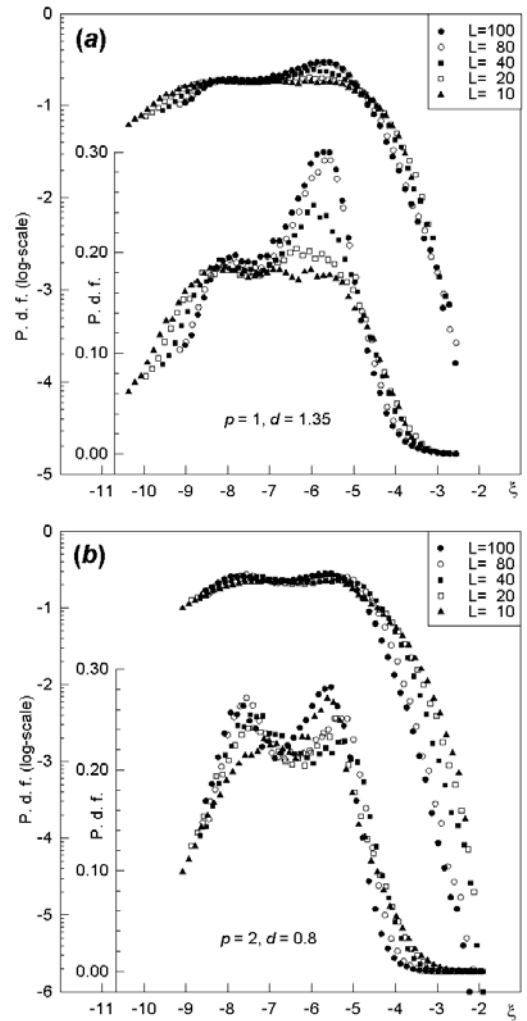 (a)
L=100
L= 80
L= 40
L= 20
L= 10
0
-1
-2
-3
-4
-5
P. d. f. (log-scale)
0.30
0.20
0.10
0.00
P. d. f.
p = 1, d = 1.35
-11 -10 -9 -8 -7 -6 -5 -4 -3 -2 ξ
(b)
L=100
L= 80
L= 40
L= 20
L= 10
0
-1
-2
-3
-4
-5
-6
P. d. f. (log-scale)
0.30
0.20
0.10
0.00
P. d. f.
p = 2, d = 0.8
-11 -10 -9 -8 -7 -6 -5 -4 -3 -2 ξ